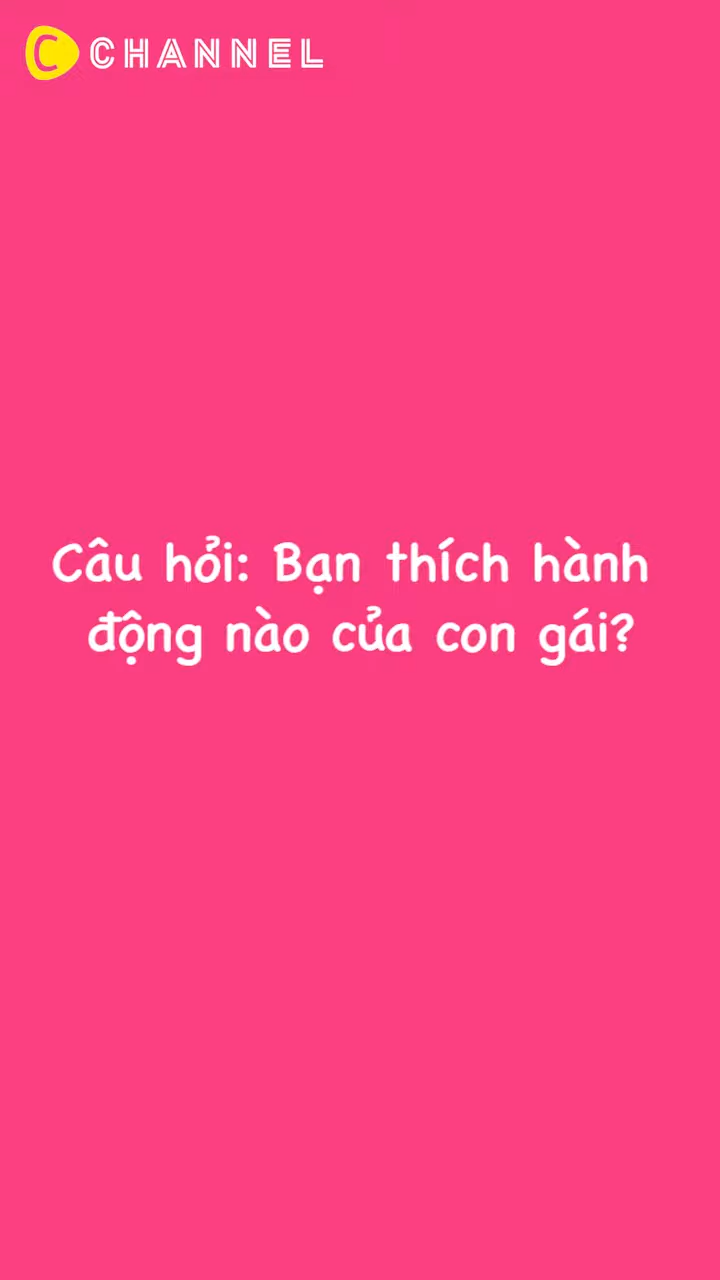 C CHANNEL
Câu hỏi: Bạn thích hành
động nào của con gái?